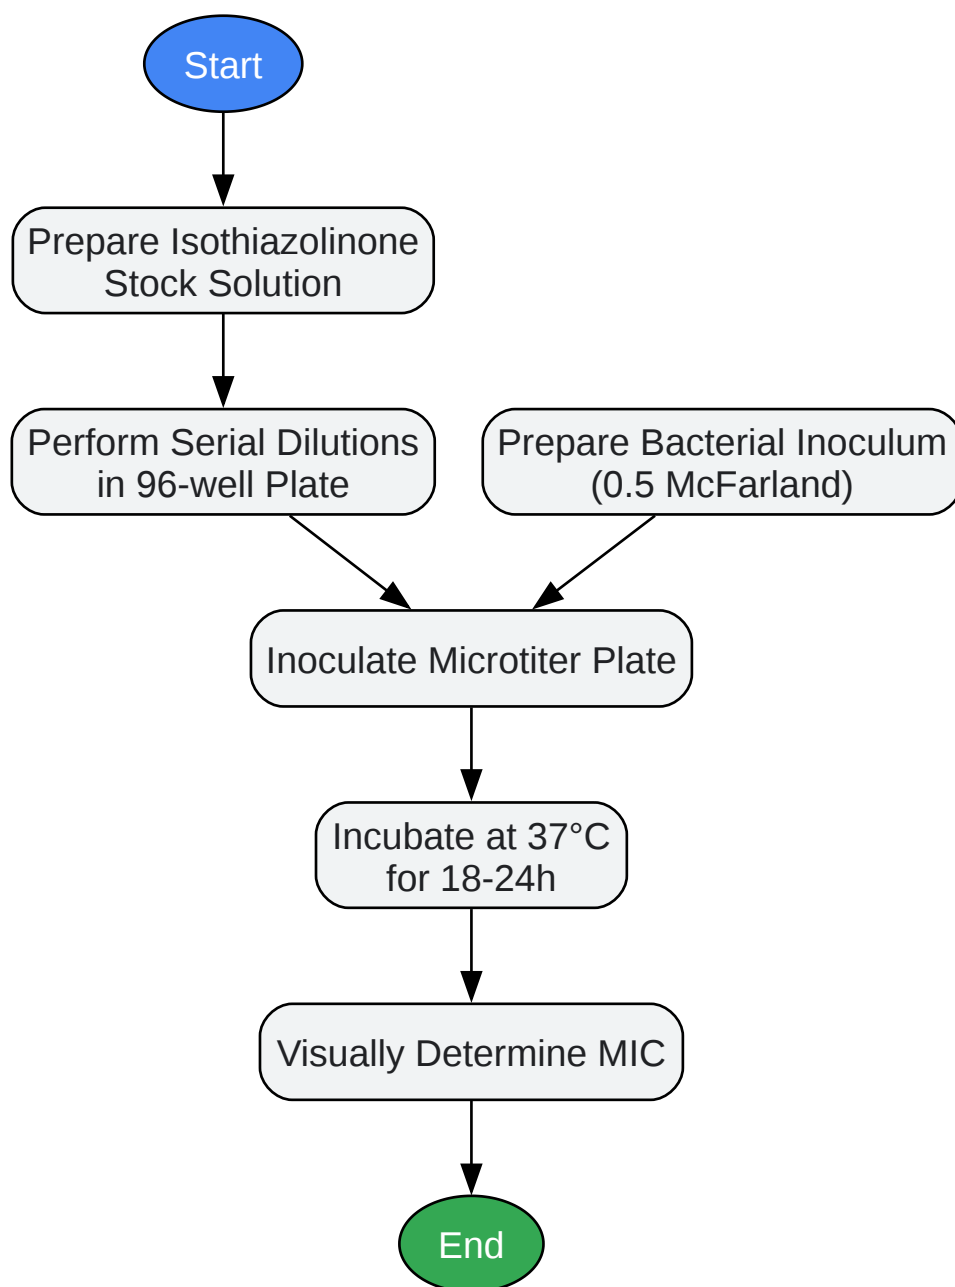 Start
Prepare Isothiazolinone
Stock Solution
Perform Serial Dilutions
in 96-well Plate
Prepare Bacterial Inoculum
(0.5 McFarland)
Inoculate Microtiter Plate
Incubate at 37°C
for 18-24h
Visually Determine MIC
End